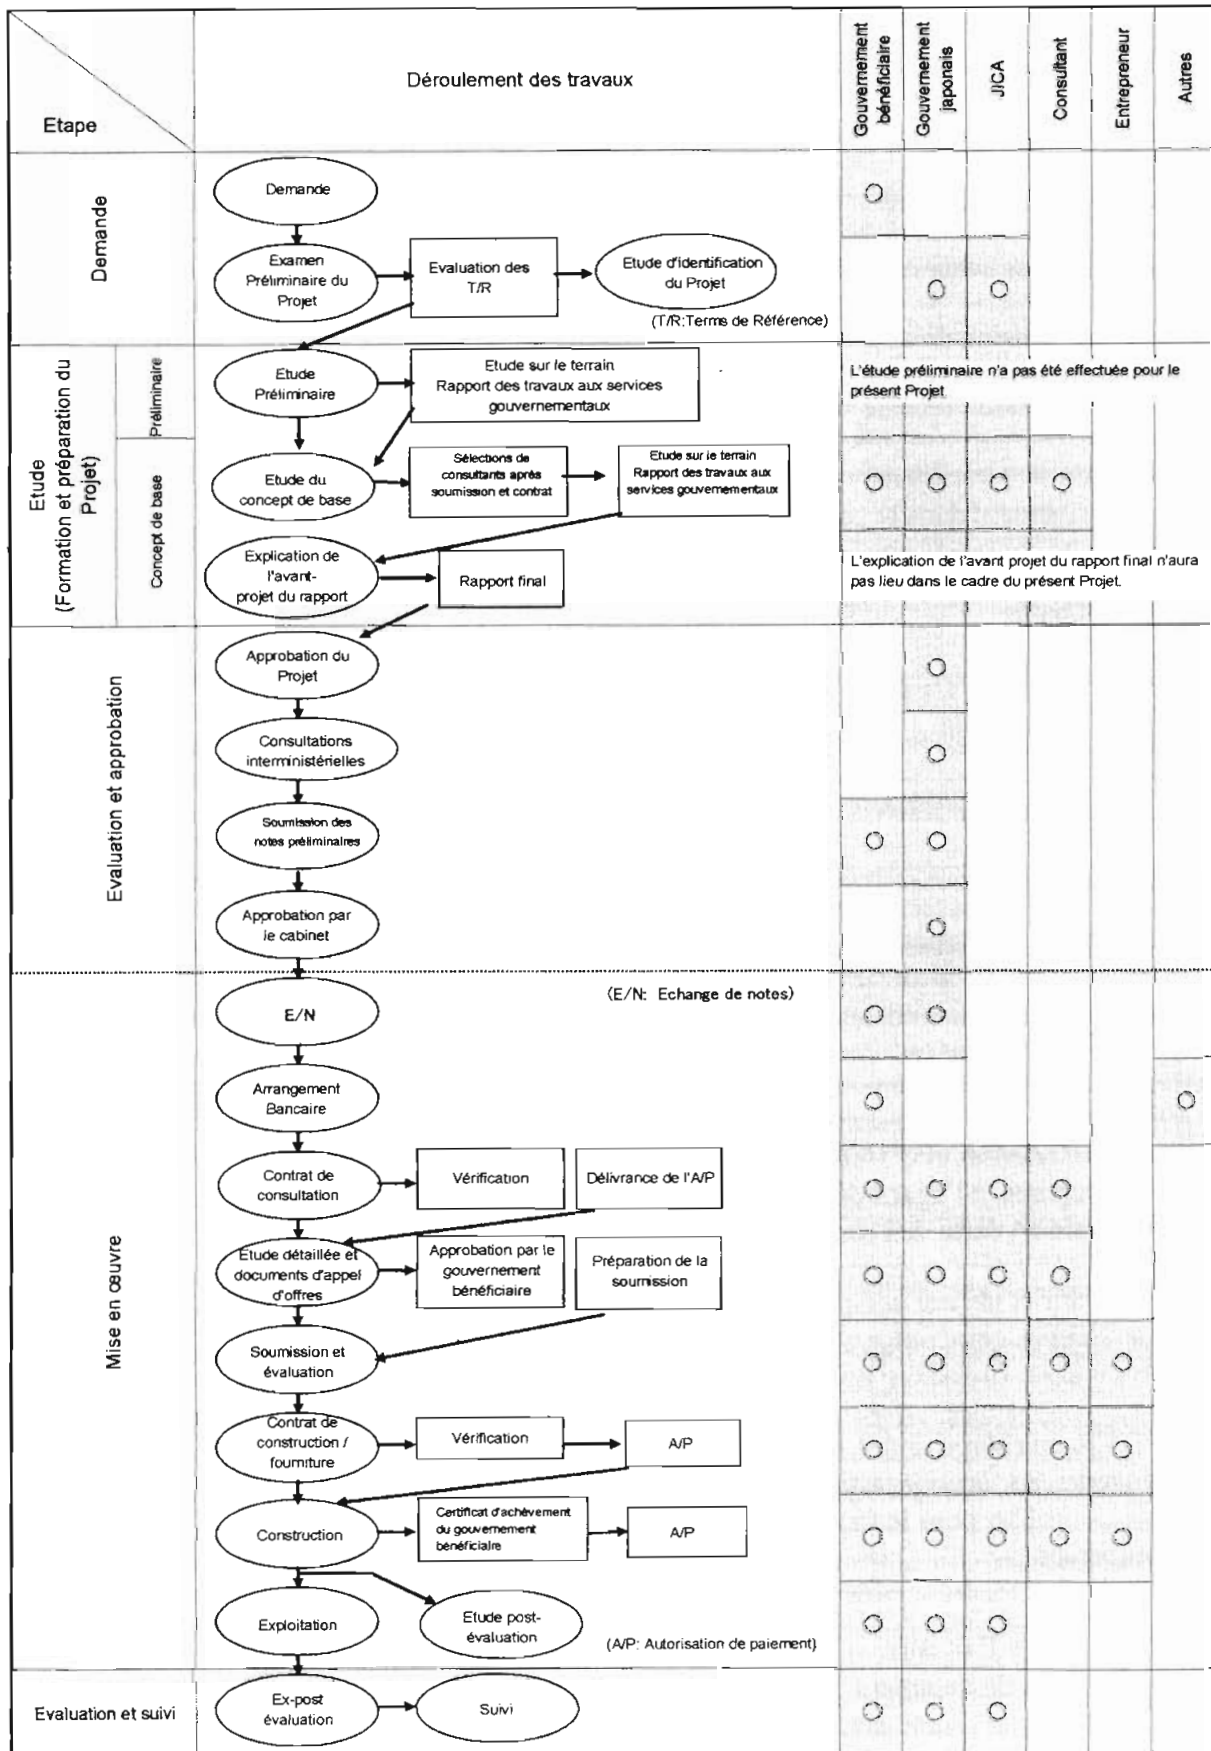 Etape
Déroulement des travaux
Gouvernement
bénéficiaire
Gouvernement
japonais
JICA
Consultant
Entrepreneur
Autres
Demande
Demande
Examen
Préliminaire du
Projet
Evaluation des
T/R
Etude d'identification
du Projet
(T/R:Terms de Référence)
Etude
(Formation et préparation du
Projet)
Préliminaire
Etude
Préliminaire
Etude sur le terrain
Rapport des travaux aux services
gouvernementaux
L'étude préliminaire n'a pas été effectuée pour le
présent Projet
Concept de base
Etude du
concept de base
Sélections de
consultants après
soumission et contrat
Etude sur le terrain
Rapport des travaux aux
services gouvernementaux
Explication de
l'avant-
projet du rapport
Rapport final
L'explication de l'avant projet du rapport final n'aura
pas lieu dans le cadre du présent Projet.
Evaluation et approbation
Approbation du
Projet
Consultations
interministérielles
Soumission des
notes préliminaires
Approbation par
le cabinet
Mise en œuvre
E/N
(E/N: Echange de notes)
Arrangement
Bancaire
Contrat de
consultation
Vérification
Délivrance de l'A/P
Etude détaillée et
documents d'appel
d'offres
Approbation par le
gouvernement
bénéficiaire
Préparation de la
soumission
Soumission et
évaluation
Contrat de
construction /
fourniture
Vérification
A/P
Construction
Certificat d'achèvement
du gouvernement
bénéficiaire
A/P
Exploitation
Etude post-
évaluation
(A/P: Autorisation de paiement)
Evaluation et suivi
Ex-post
évaluation
Suivi